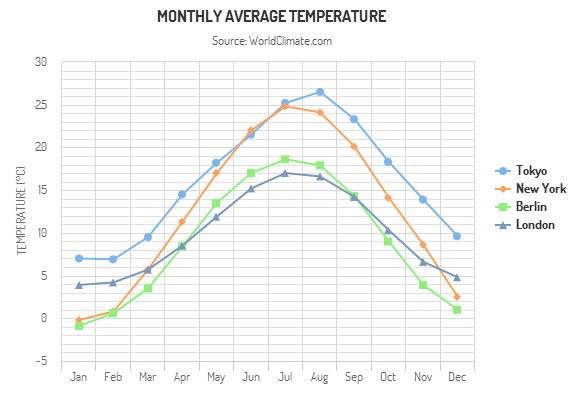 MONTHLY AVERAGE TEMPERATURE
Source: WorldClimate.com
TEMPERATURE (°C)
30
25
20
15
10
5
0
-5
Jan Feb Mar Apr May Jun Jul Aug Sep Oct Nov Dec
Tokyo
New York
Berlin
London